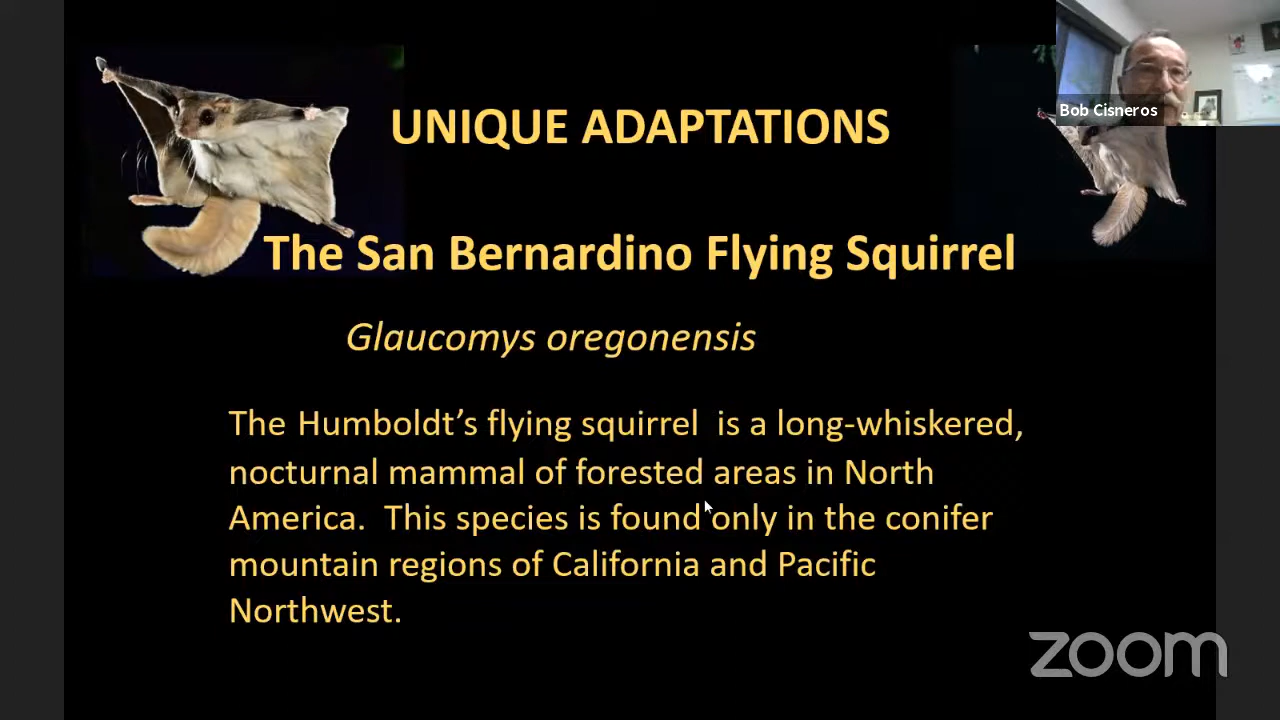 UNIQUE ADAPTATIONS
Bob Cisneros
The San Bernardino Flying Squirrel
Glaucomys oregonensis
The Humboldt’s flying squirrel is a long-whiskered,
nocturnal mammal of forested areas in North
America. This species is found only in the conifer
mountain regions of California and Pacific
Northwest.
zoom